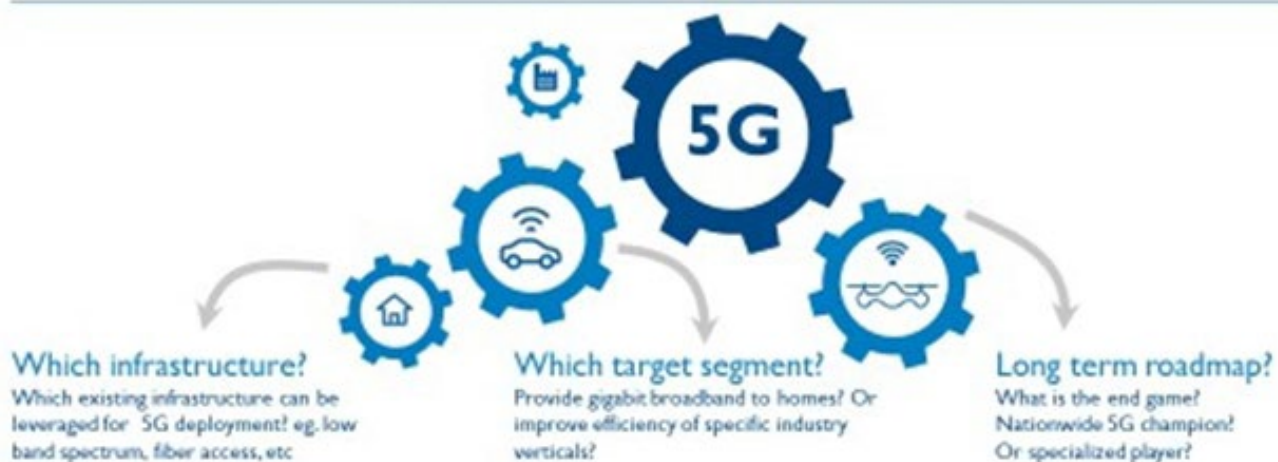 5G
Which infrastructure?
Which existing infrastructure can be
leveraged for 5G deployment? eg. low
band spectrum, fiber access, etc
Which target segment?
Provide gigabit broadband to homes? Or
improve efficiency of specific industry
verticals?
Long term roadmap?
What is the end game?
Nationwide 5G champion?
Or specialized player?